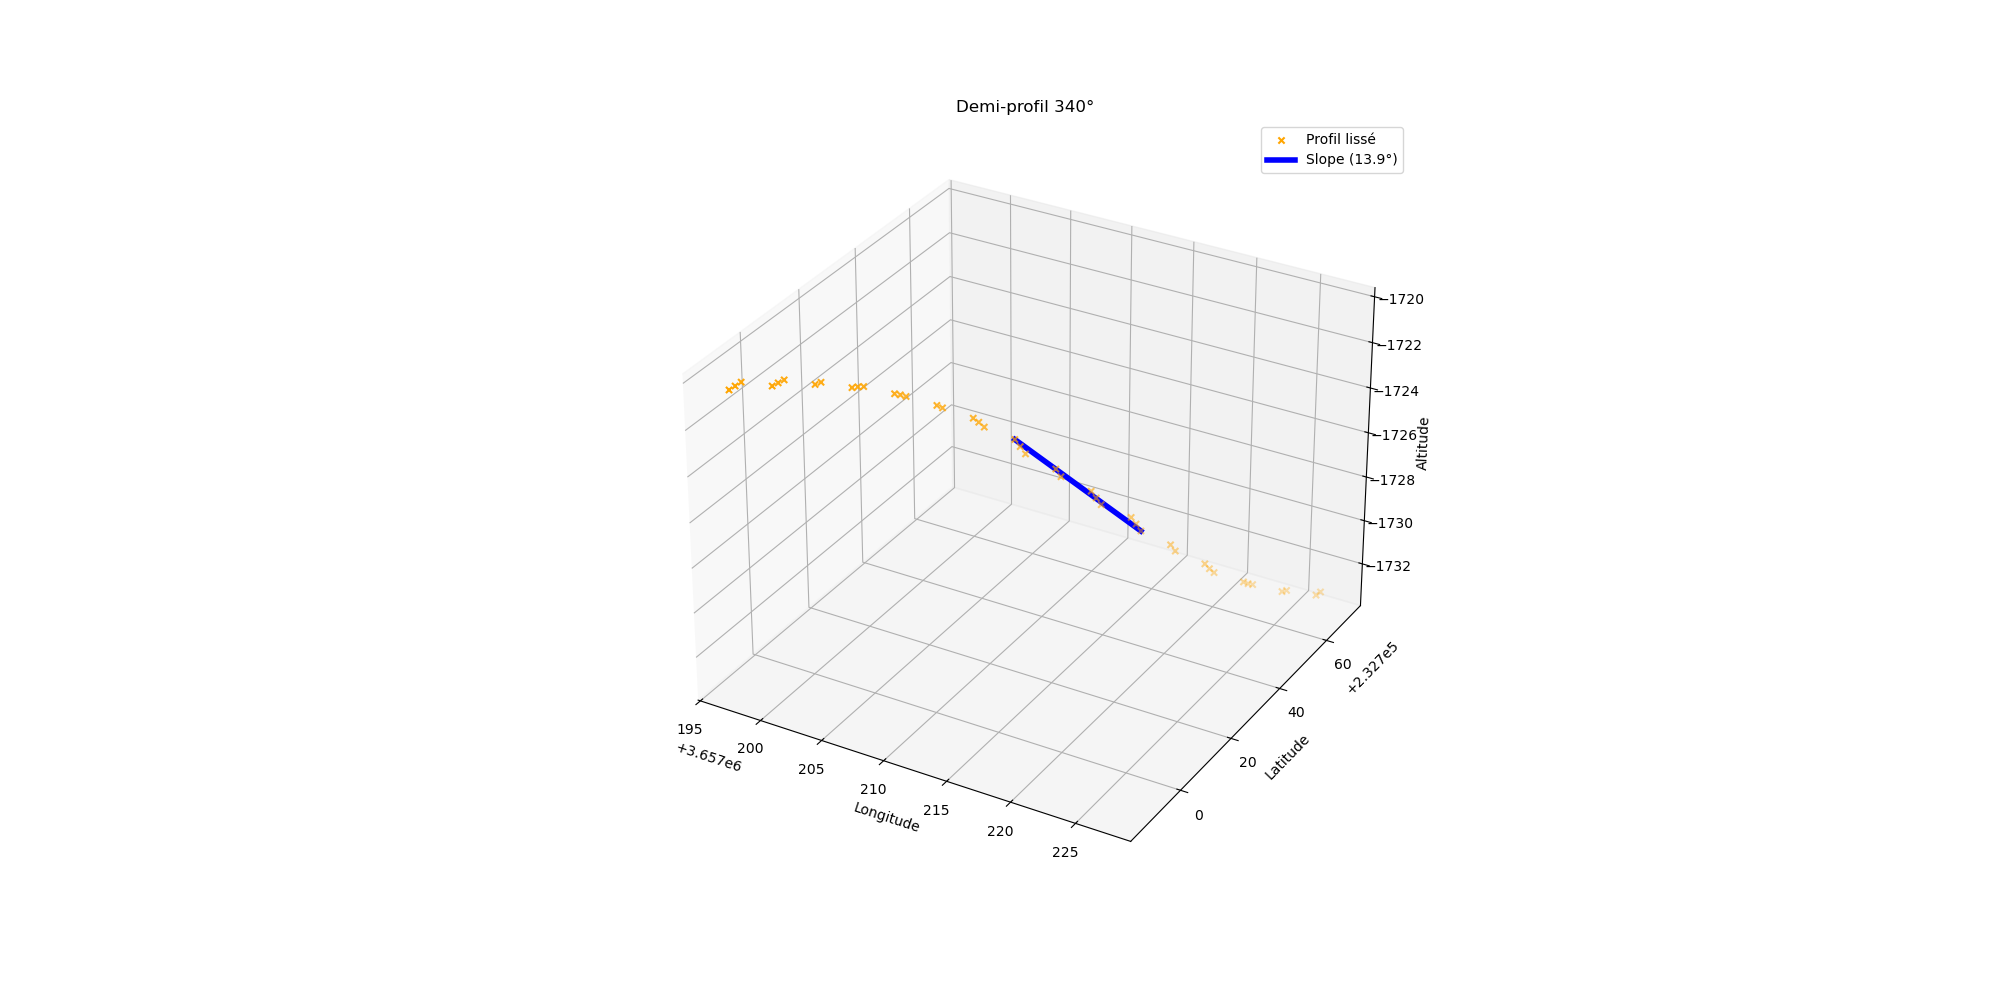 Demi-profil 340°
Profil lissé
Slope (13.9°)
−1720
−1722
−1724
−1726
−1728
−1730
−1732
Altitude
60
40
20
0
+2.327e5
Latitude
195
200
205
210
215
220
225
+3.657e6
Longitude